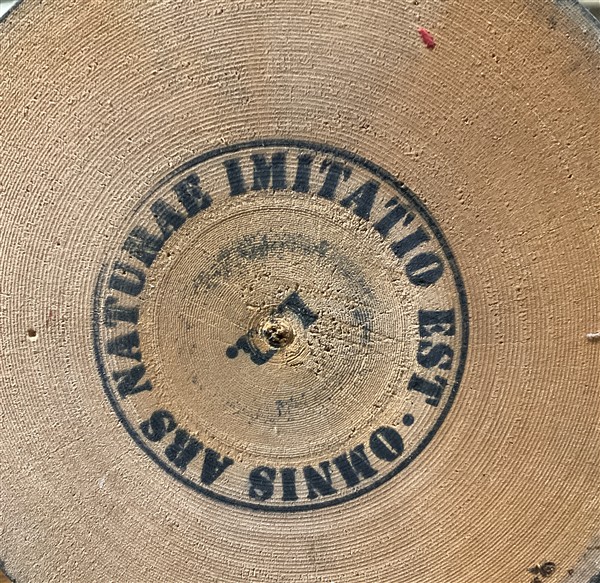 OMNIS ARS NATURAE IMITATIO EST ·